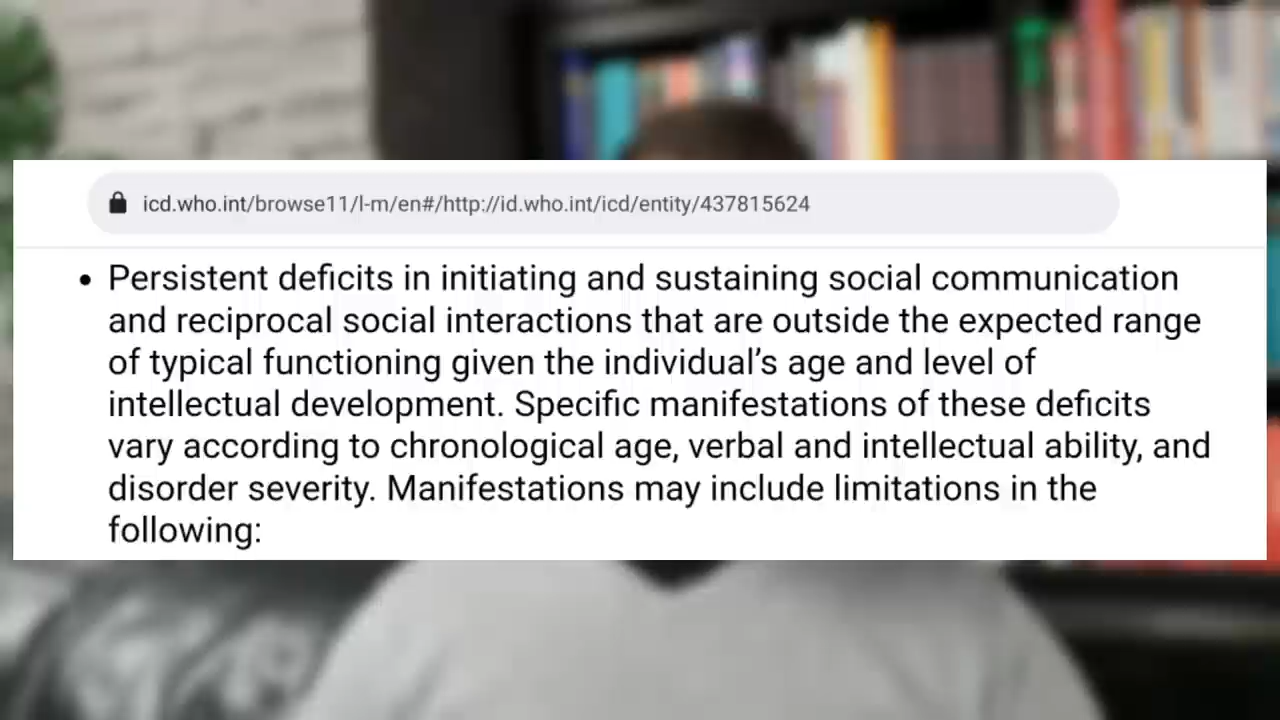 icd.who.int/browse11/l-m/en#/http://id.who.int/icd/entity/437815624
• Persistent deficits in initiating and sustaining social communication
and reciprocal social interactions that are outside the expected range
of typical functioning given the individual’s age and level of
intellectual development. Specific manifestations of these deficits
vary according to chronological age, verbal and intellectual ability, and
disorder severity. Manifestations may include limitations in the
following: